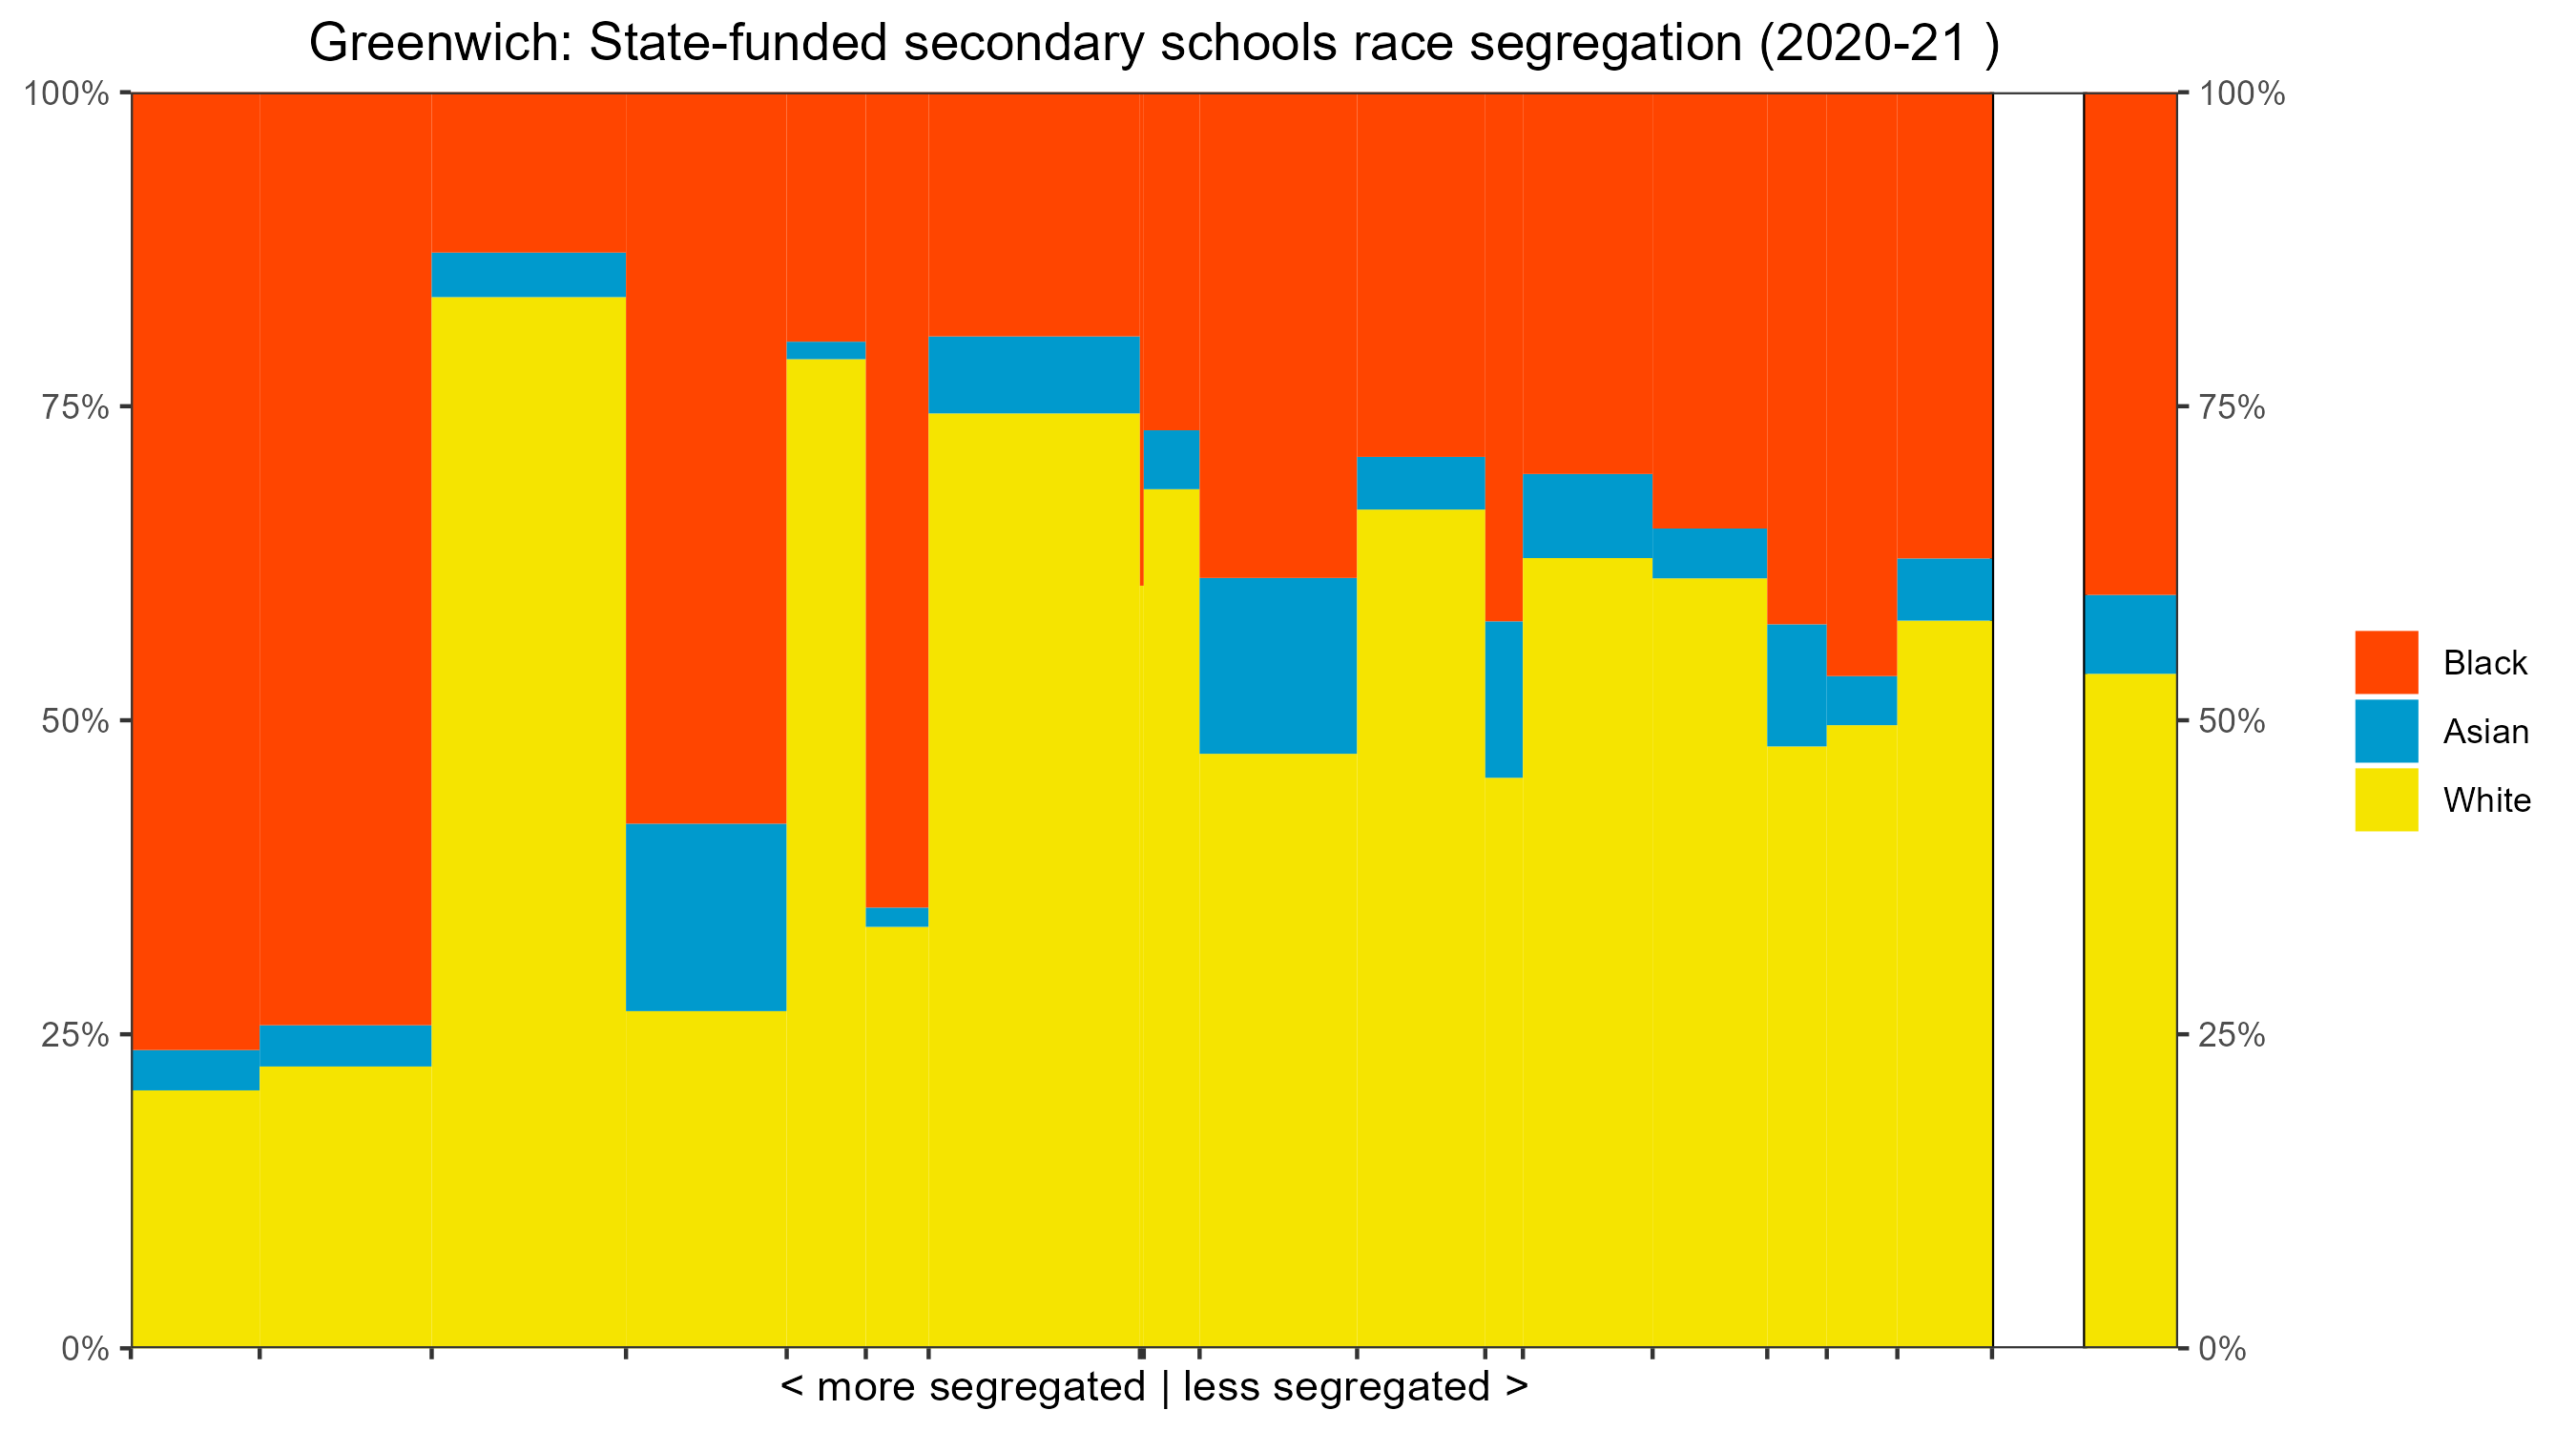 Greenwich: State-funded secondary schools race segregation (2020-21 )
100%
100%
75%
75%
50%
50%
25%
25%
0%
0%
Black
Asian
White
< more segregated | less segregated >